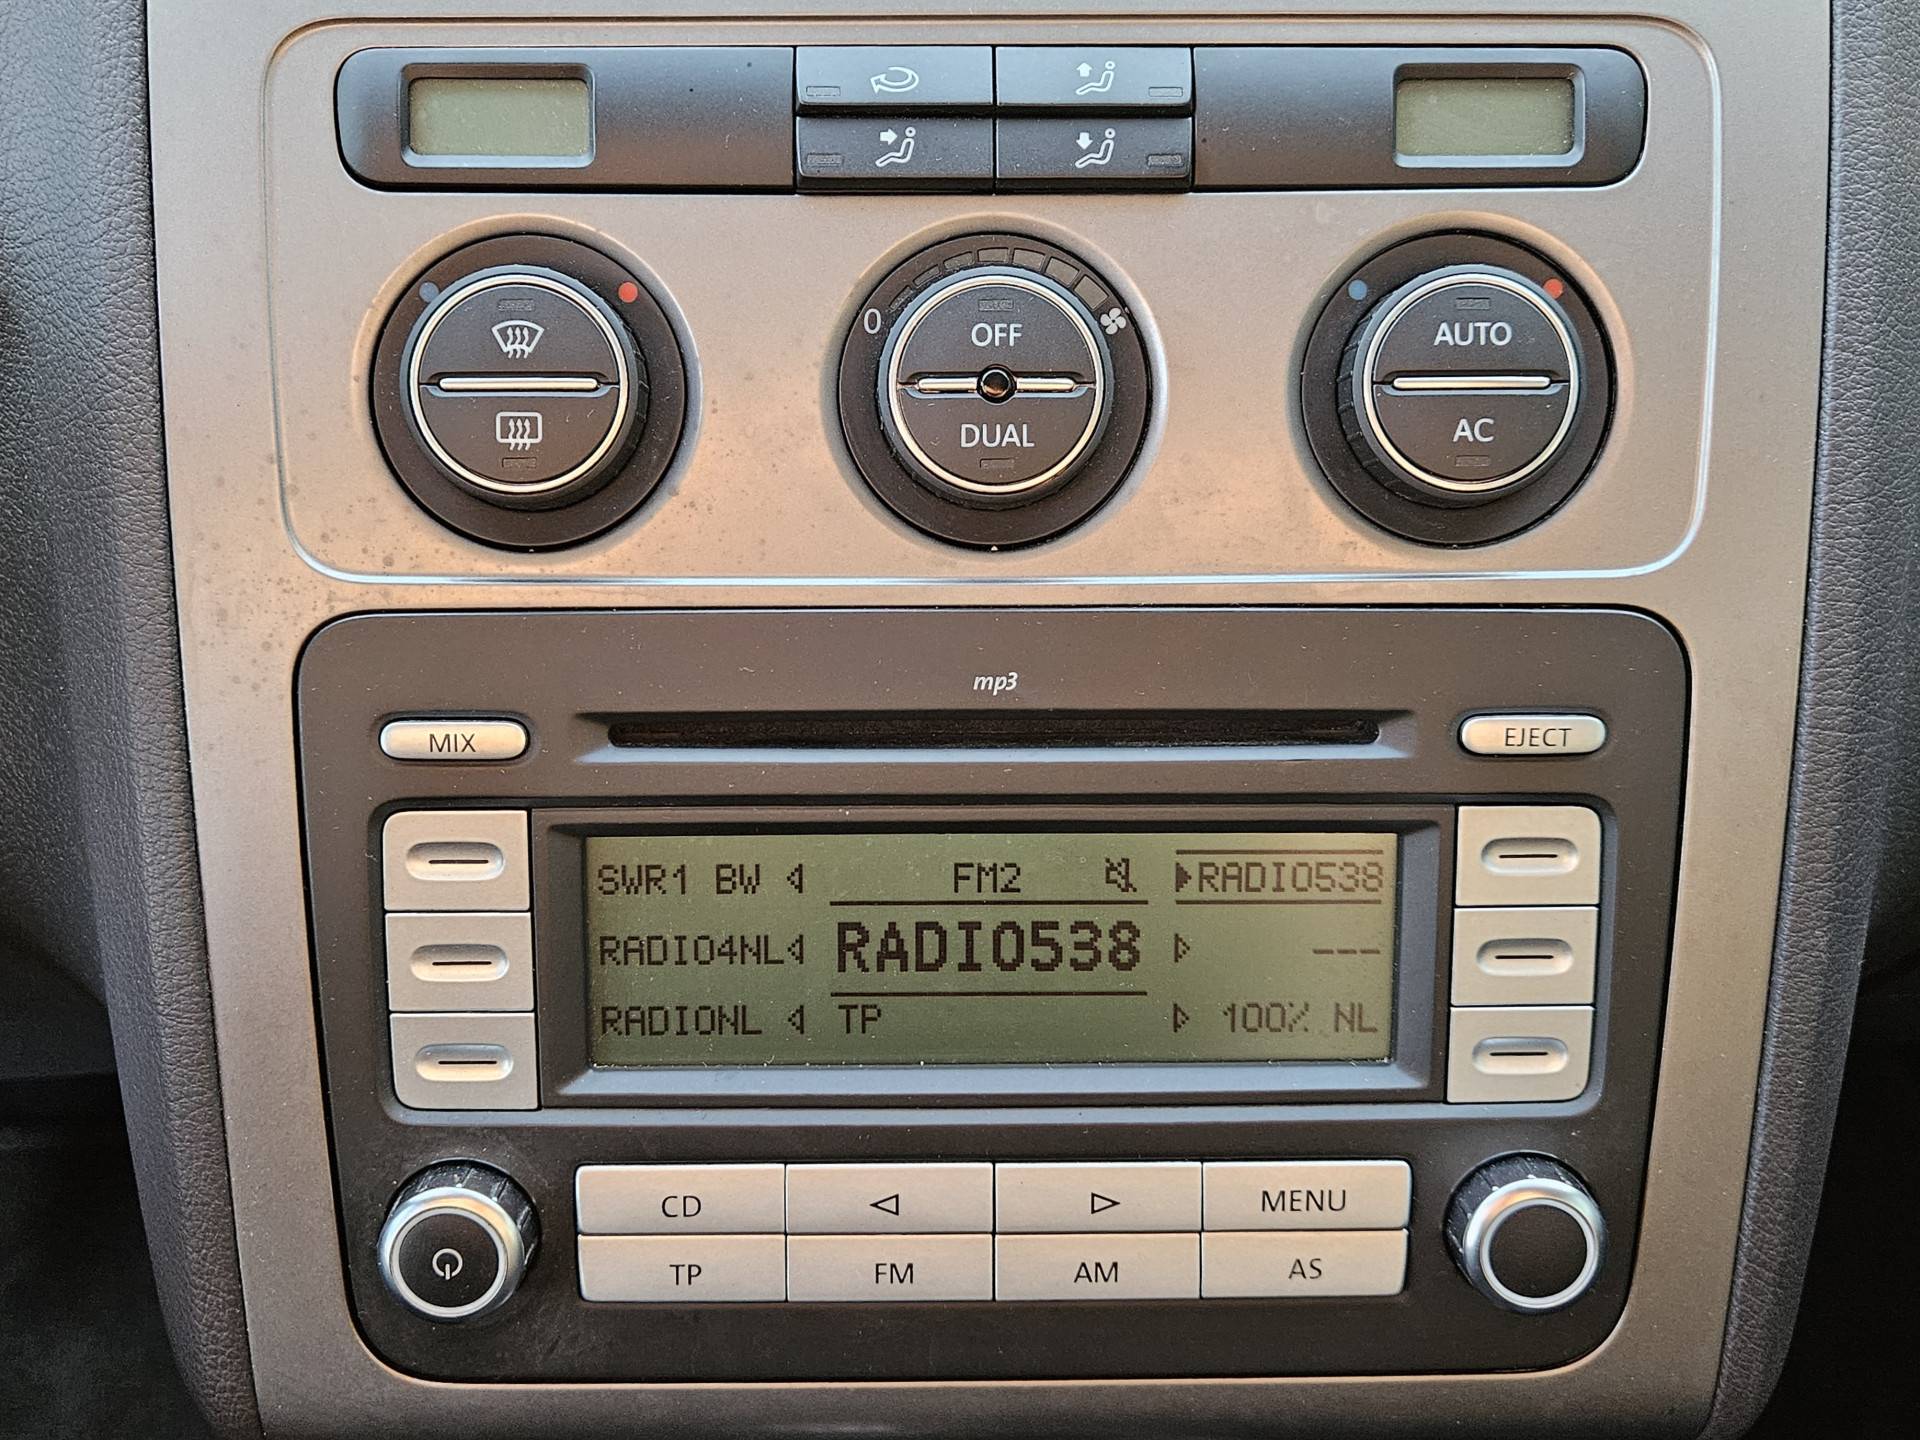 0
OFF
DUAL
AUTO
AC
mp3
MIX
EJECT
SWR1 BW
FM2
RADIO538
RADIO4NL
RADIO538
---
RADIONL
TP
100% NL
CD
MENU
TP
FM
AM
AS